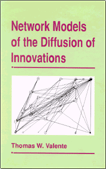 Network Models
of the Diffusion of
Innovations
Thomas W. Valente